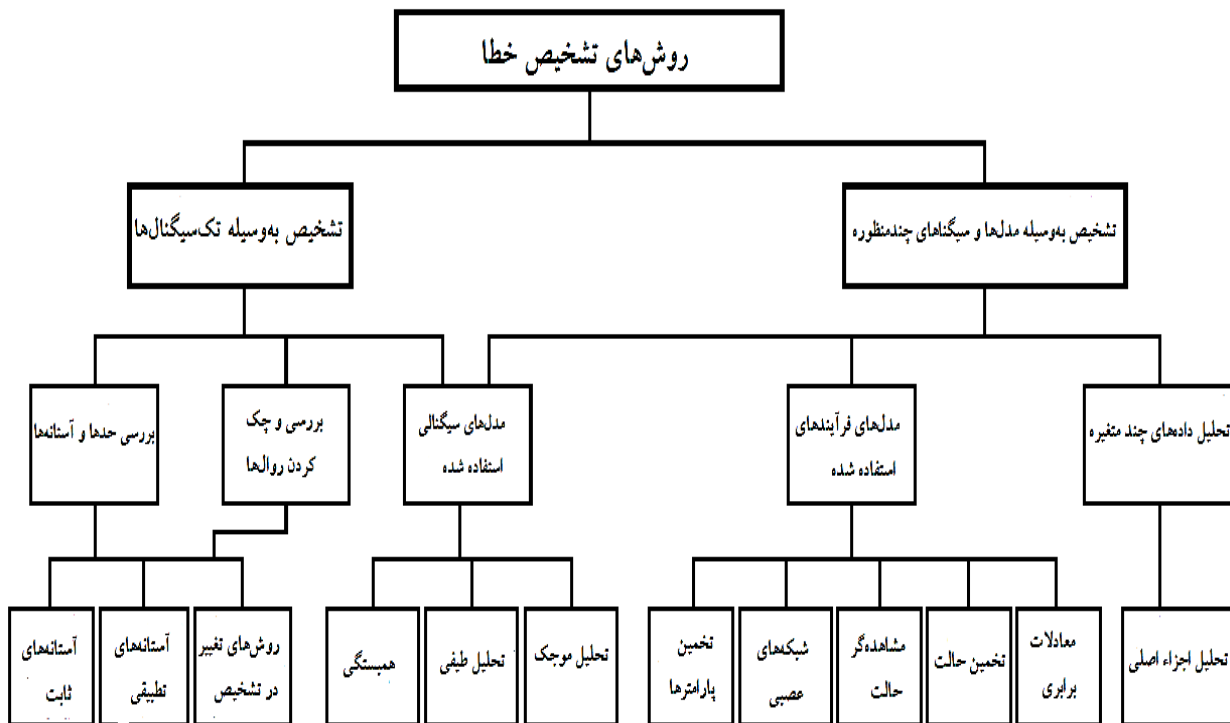 روش‌های تشخیص خطا
تشخیص به‌وسیله مدل‌ها و سیگناهای چندمنظوره
تشخیص به‌وسیله تک‌سیگنال‌ها
تحلیل داده‌های چند متغیره
مدل‌های فرآیندهای
استفاده شده
مدل‌های سیگنالی
استفاده شده
بررسی و چک
کردن روال‌ها
بررسی حدها و آستانه‌ها
تحلیل اجزاء اصلی
معادلات
برابری
تخمین حالت
مشاهده‌گر
حالت
شبکه‌های
عصبی
تخمین
پارامترها
تحلیل موجک
تحلیل طیفی
همبستگی
روش‌های تغییر
در تشخیص
آستانه‌های
تطبیقی
آستانه‌های
ثابت